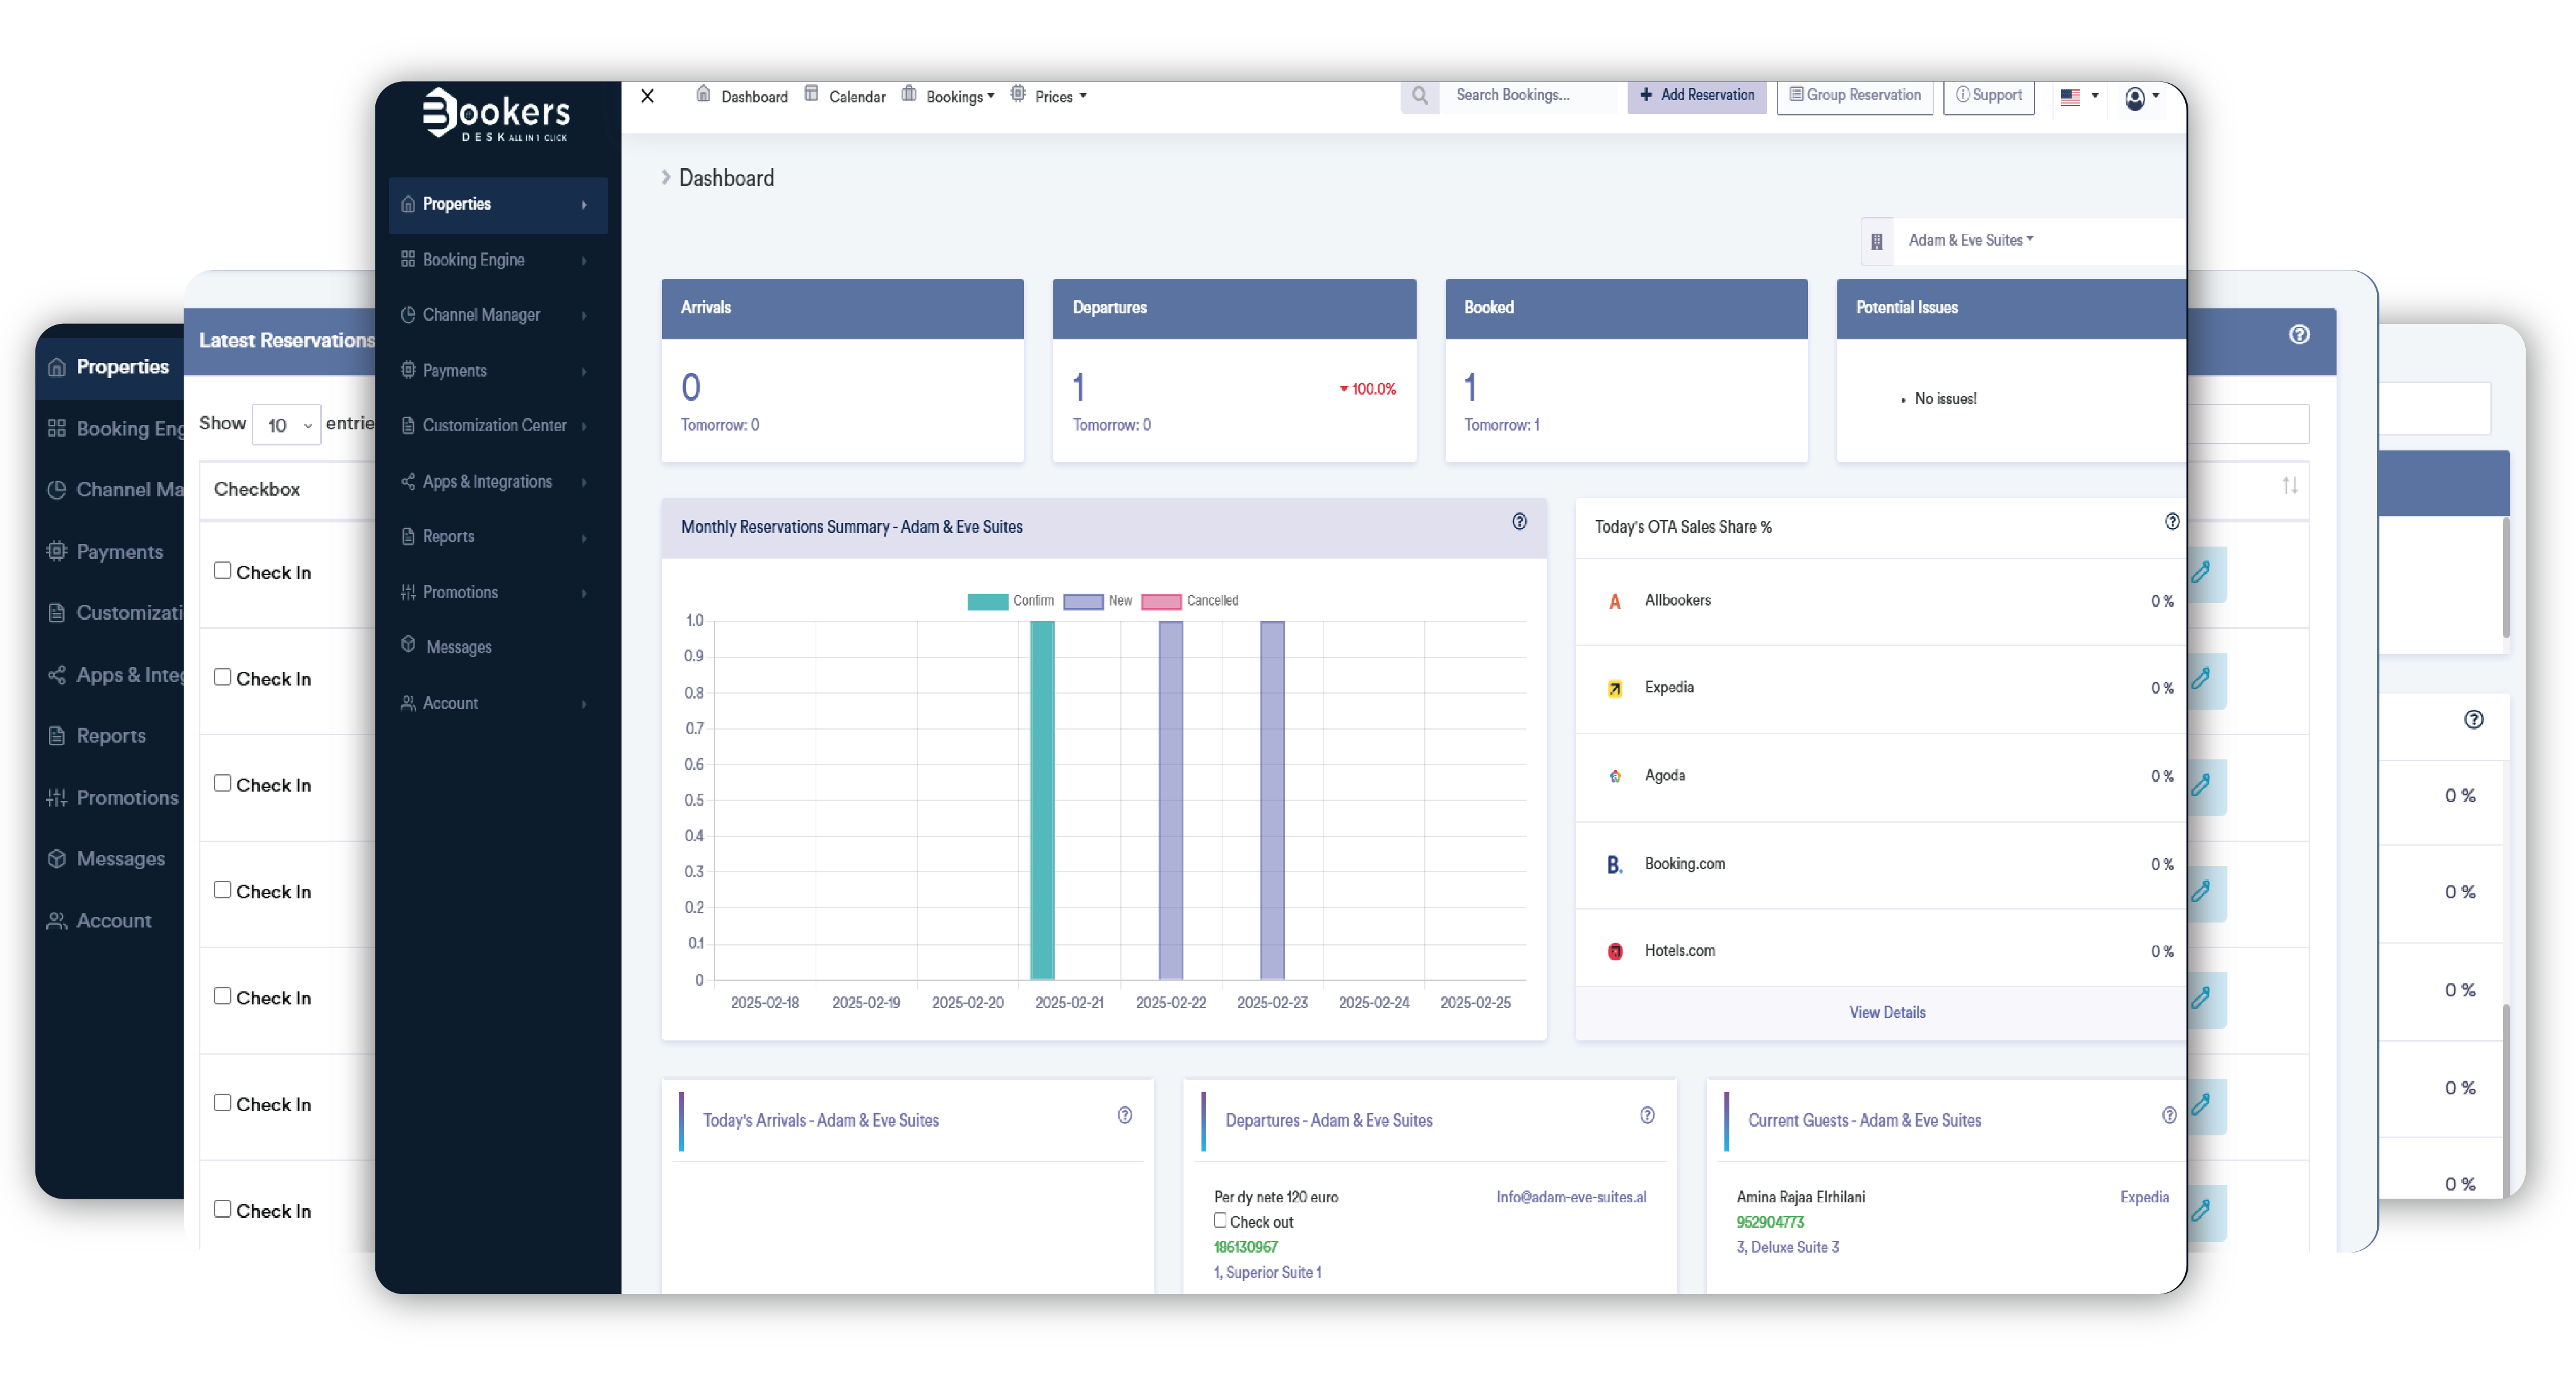 Bookers
DESK ALL IN 1 CLICK
X
Dashboard
Calendar
Bookings
Prices
Search Bookings...
+ Add Reservation
Group Reservation
Support
Properties
Booking Engine
Channel Manager
Payments
Customization Center
Apps & Integrations
Reports
Promotions
Messages
Account
Dashboard
Adam & Eve Suites
Arrivals
0
Tomorrow: 0
Departures
1
100.0%
Tomorrow: 0
Booked
1
Tomorrow: 1
Potential Issues
No issues!
Monthly Reservations Summary - Adam & Eve Suites
Confirm
New
Cancelled
1.0
0.9
0.8
0.7
0.6
0.5
0.4
0.3
0.2
0.1
0
2025-02-18
2025-02-19
2025-02-20
2025-02-21
2025-02-22
2025-02-23
2025-02-24
2025-02-25
Today's OTA Sales Share %
Allbookers
0 %
Expedia
0 %
Agoda
0 %
B. Booking.com
0 %
Hotels.com
0 %
View Details
Today's Arrivals - Adam & Eve Suites
Departures - Adam & Eve Suites
Per dy nete 120 euro
Info@adam-eve-suites.al
Check out
186130967
1, Superior Suite 1
Current Guests - Adam & Eve Suites
Amina Rajaa Elrhilani
Expedia
952904773
3, Deluxe Suite 3
Properties
Booking Eng
Channel Ma
Payments
Customizati
Apps & Integ
Reports
Promotions
Messages
Account
Latest Reservations
Show 10 entrie
Checkbox
Check In
Check In
Check In
Check In
Check In
Check In
Check In
0 %
0 %
0 %
0 %
0 %